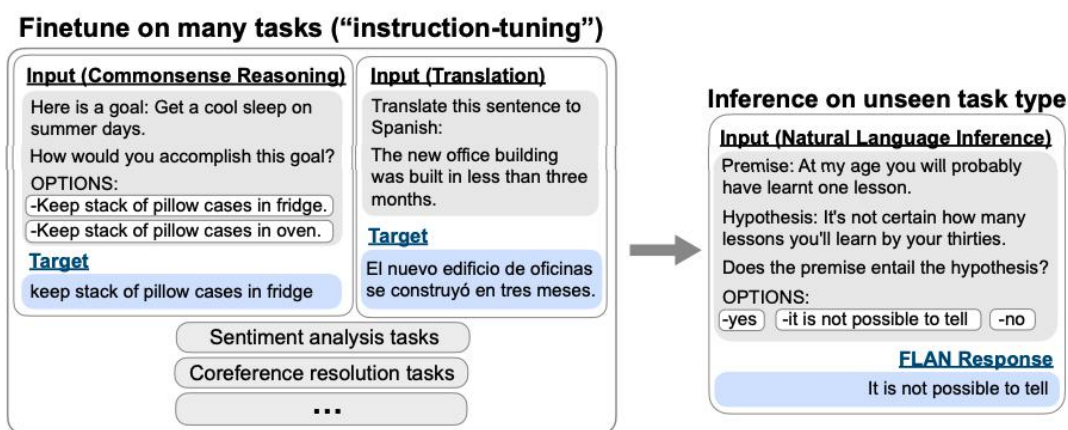 Finetune on many tasks (“instruction-tuning”)
Input (Commonsense Reasoning)
Here is a goal: Get a cool sleep on
summer days.
How would you accomplish this goal?
OPTIONS:
-Keep stack of pillow cases in fridge.
-Keep stack of pillow cases in oven.
Target
keep stack of pillow cases in fridge
Input (Translation)
Translate this sentence to
Spanish:
The new office building
was built in less than three
months.
Target
El nuevo edificio de oficinas
se construyó en tres meses.
Sentiment analysis tasks
Coreference resolution tasks
...
Inference on unseen task type
Input (Natural Language Inference)
Premise: At my age you will probably
have learnt one lesson.
Hypothesis: It's not certain how many
lessons you'll learn by your thirties.
Does the premise entail the hypothesis?
OPTIONS:
-yes -it is not possible to tell -no
FLAN Response
It is not possible to tell